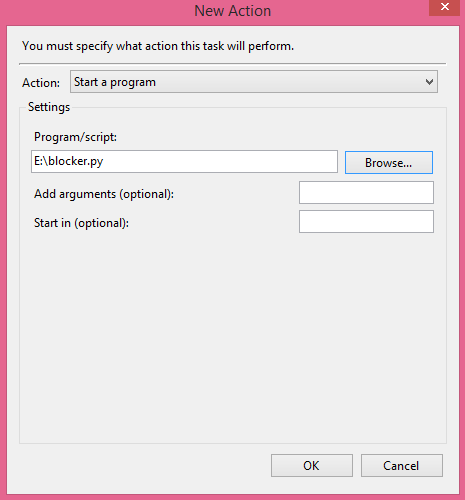 New Action
You must specify what action this task will perform.
Action: Start a program
Settings
Program/script:
E:\blocker.py Browse...
Add arguments (optional):
Start in (optional):
OK Cancel